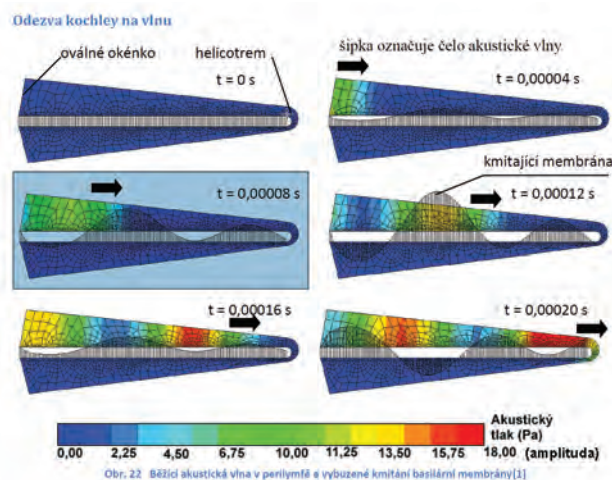 Odezva kochley na vlnu
oválné okénko
helicotrem
t = 0 s
šipka označuje čelo akustické vlny
t = 0,00004 s
t = 0,00008 s
kmitající membrána
t = 0,00012 s
t = 0,00016 s
t = 0,00020 s
Akustický
tlak (Pa)
0,00 2,25 4,50 6,75 10,00 11,25 13,50 15,75 18,00 (amplituda)
Obr. 22 Běžící akustická vlna v perilymfě a vybuzené kmitání basilární membrány[1]